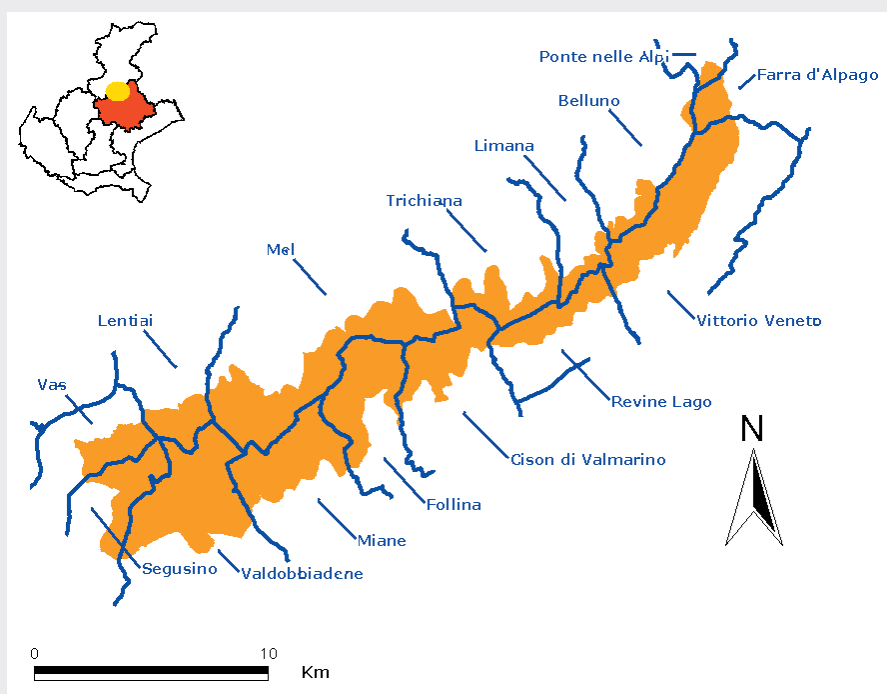 Ponte nelle Alpi
Farra d'Alpago
Belluno
Limana
Trichiana
Mel
Lentiai
Vittorio Veneto
Vas
Revine Lago
N
Cison di Valmarino
Follina
Miane
Segusino
Valdobbiadene
0 10
Km